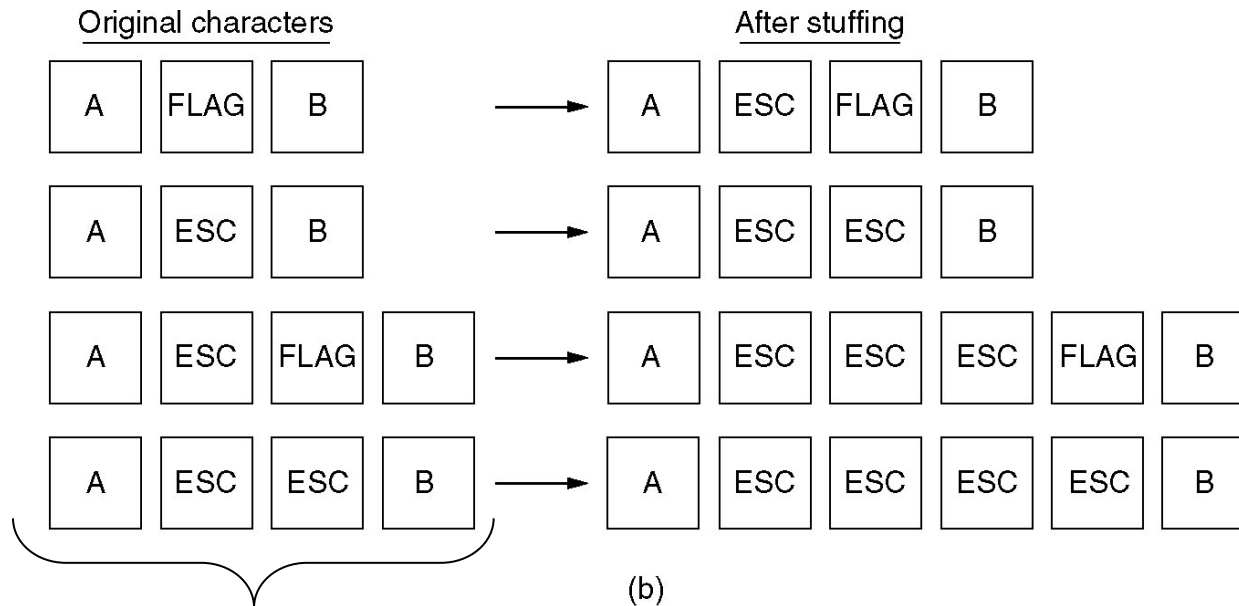 Original characters After stuffing
A FLAG B A ESC FLAG B
A ESC B A ESC ESC B
A ESC FLAG B A ESC ESC ESC FLAG B
A ESC ESC B A ESC ESC ESC ESC B
(b)